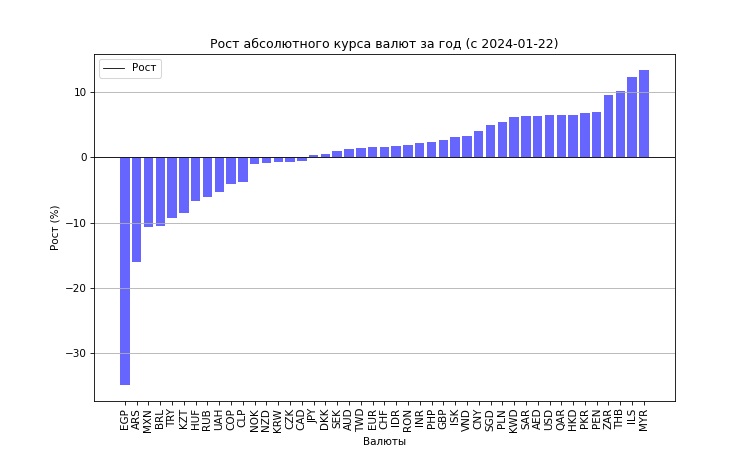 Рост абсолютного курса валют за год (с 2024-01-22)
Рост
10
0
−10
−20
−30
Рост (%)
EGP ARS MXN BRL TRY KZT HUF RUB UAH COP CLP NOK NZD KRW CZK CAD JPY DKK SEK AUD TWD EUR CHF IDR RON INR PHP GBP ISK VND CNY SGD PLN KWD SAR AED USD QAR HKD PKR PEN ZAR THB ILS MYR
Валюты